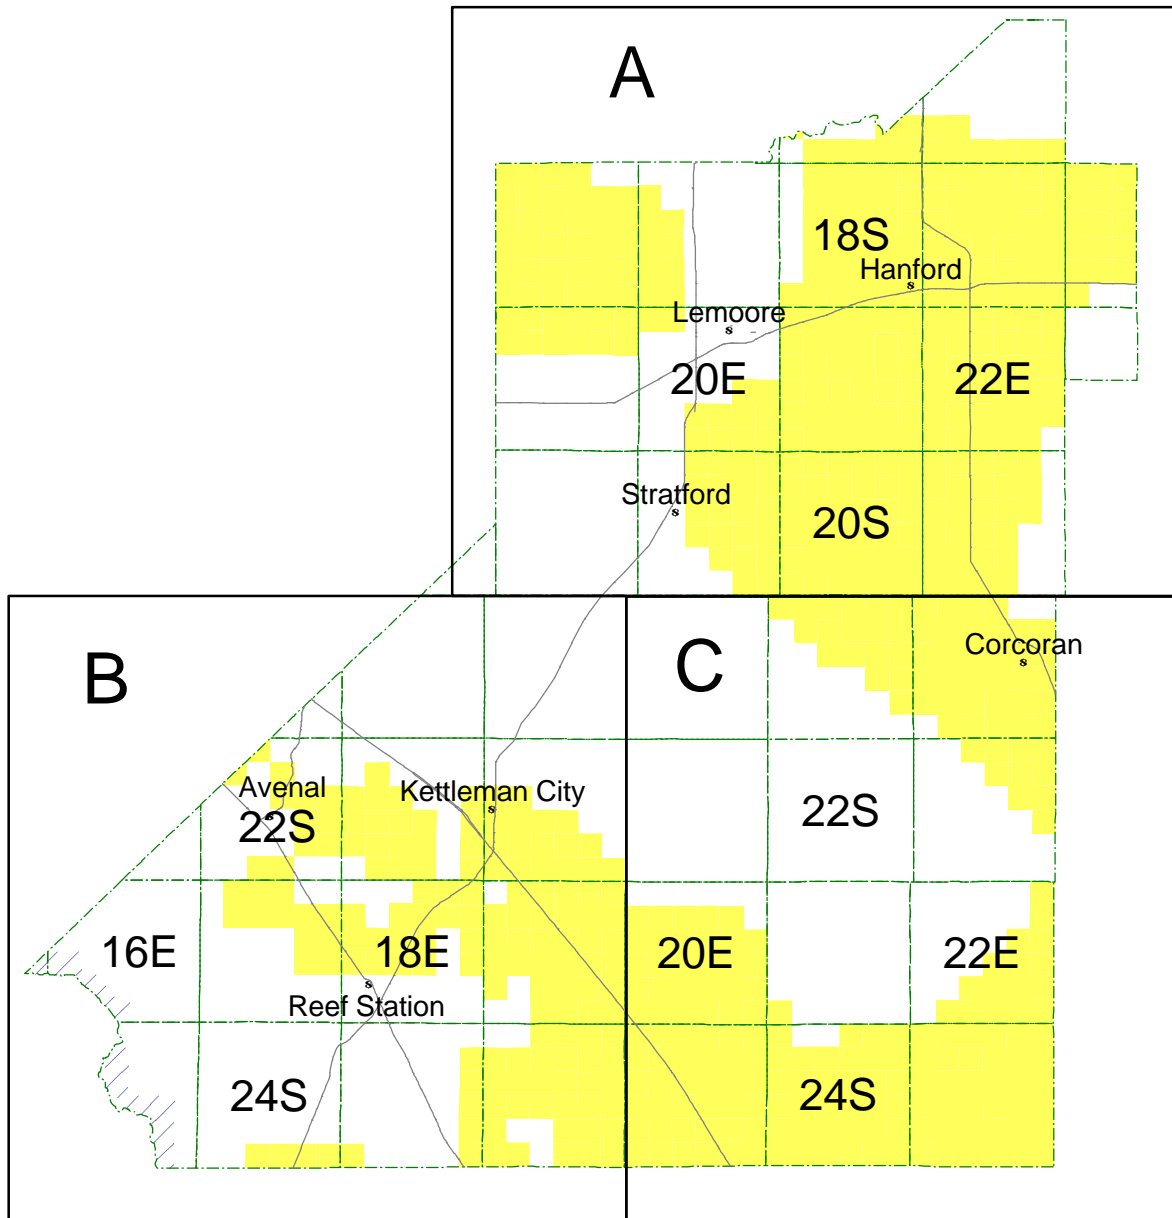 A
18S
Hanford
Lemoore
20E
22E
Stratford
20S
B
C
Corcoran
Avenal
Kettleman City
22S
22S
16E
18E
20E
22E
Reef Station
24S
24S